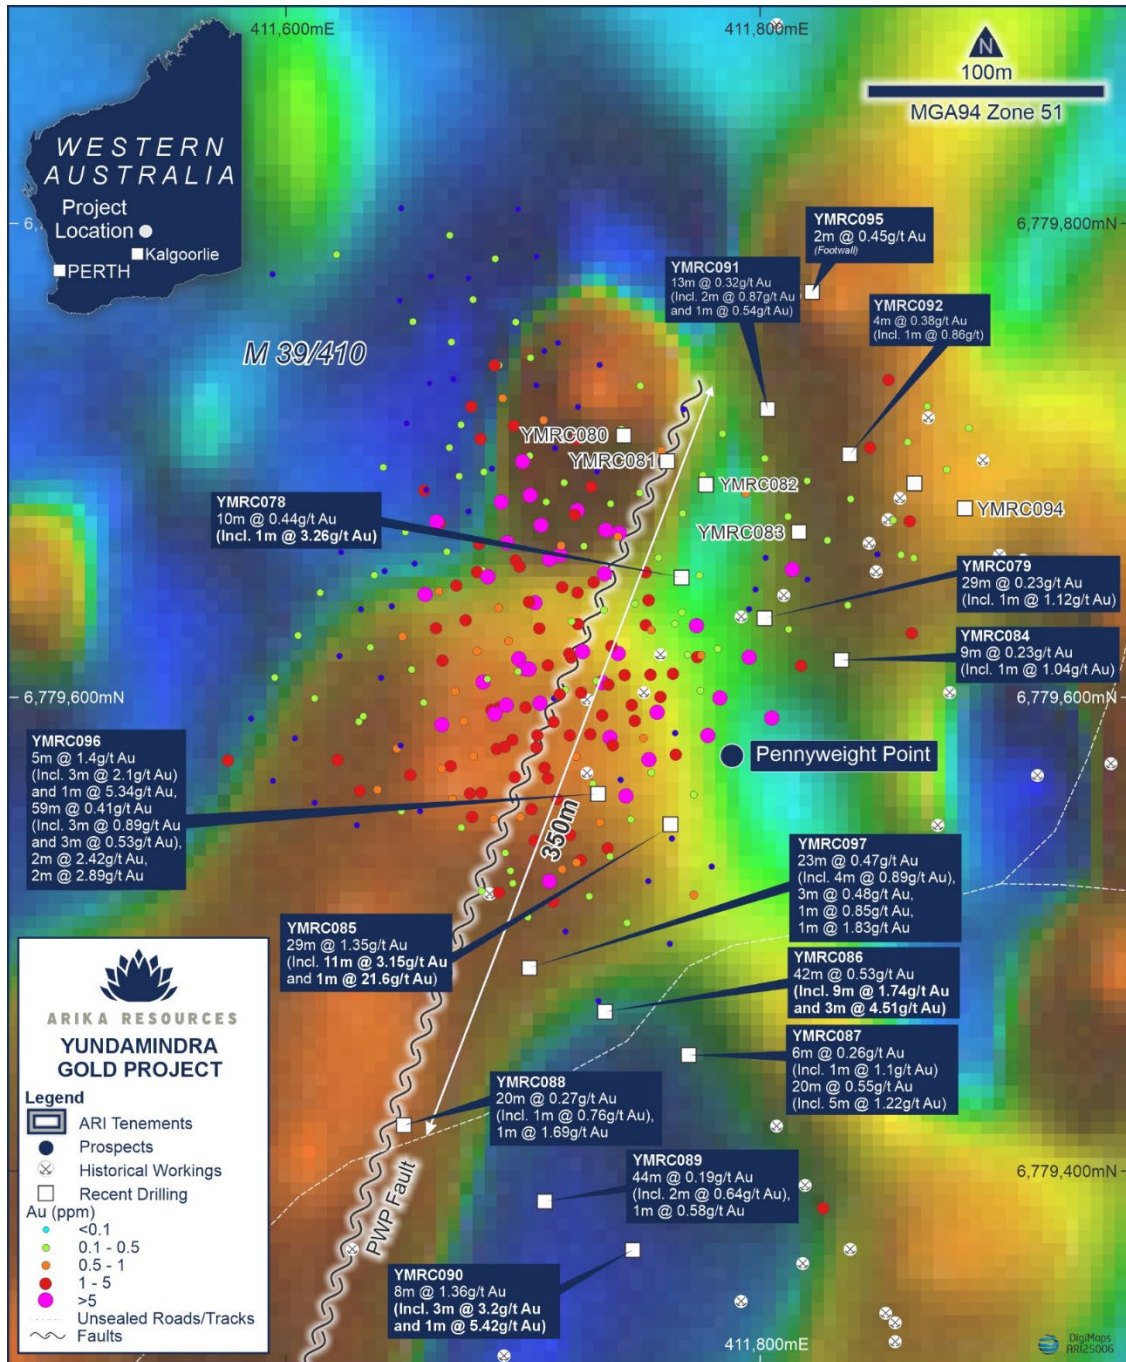 411,600mE
411,800mE
N
100m
MGA94 Zone 51
WESTERN
AUSTRALIA
Project
Location
Kalgoorlie
PERTH
6,7
6,779,800mN
YMRC095
2m @ 0.45g/t Au
(Footwall)
YMRC091
13m @ 0.32g/t Au
(Incl. 2m @ 0.87g/t Au
and 1m @ 0.54g/t Au)
YMRC092
4m @ 0.38g/t Au
(Incl. 1m @ 0.86g/t)
M 39/410
YMRC080
YMRC081
YMRC082
YMRC083
YMRC094
YMRC078
10m @ 0.44g/t Au
(Incl. 1m @ 3.26g/t Au)
YMRC079
29m @ 0.23g/t Au
(Incl. 1m @ 1.12g/t Au)
YMRC084
9m @ 0.23g/t Au
(Incl. 1m @ 1.04g/t Au)
6,779,600mN
6,779,600mN
YMRC096
5m @ 1.4g/t Au
(Incl. 3m @ 2.1g/t Au)
and 1m @ 5.34g/t Au,
59m @ 0.41g/t Au
(Incl. 3m @ 0.89g/t Au
and 3m @ 0.53g/t Au),
2m @ 2.42g/t Au,
2m @ 2.89g/t Au
Pennyweight Point
350m
YMRC097
23m @ 0.47g/t Au
(Incl. 4m @ 0.89g/t Au),
3m @ 0.48g/t Au,
1m @ 0.85g/t Au,
1m @ 1.83g/t Au
YMRC085
29m @ 1.35g/t Au
(Incl. 11m @ 3.15g/t Au
and 1m @ 21.6g/t Au)
YMRC086
42m @ 0.53g/t Au
(Incl. 9m @ 1.74g/t Au
and 3m @ 4.51g/t Au)
YMRC087
6m @ 0.26g/t Au
(Incl. 1m @ 1.1g/t Au)
20m @ 0.55g/t Au
(Incl. 5m @ 1.22g/t Au)
YMRC088
20m @ 0.27g/t Au
(Incl. 1m @ 0.76g/t Au),
1m @ 1.69g/t Au
YMRC089
44m @ 0.19g/t Au
(Incl. 2m @ 0.64g/t Au),
1m @ 0.58g/t Au
6,779,400mN
PWP Fault
YMRC090
8m @ 1.36g/t Au
(Incl. 3m @ 3.2g/t Au
and 1m @ 5.42g/t Au)
ARIKA RESOURCES
YUNDAMINDRA
GOLD PROJECT
Legend
ARI Tenements
Prospects
Historical Workings
Recent Drilling
Au (ppm)
<0.1
0.1 - 0.5
0.5 - 1
1 - 5
>5
Unsealed Roads/Tracks
Faults
411,800mE
DigiMaps
ARI25006